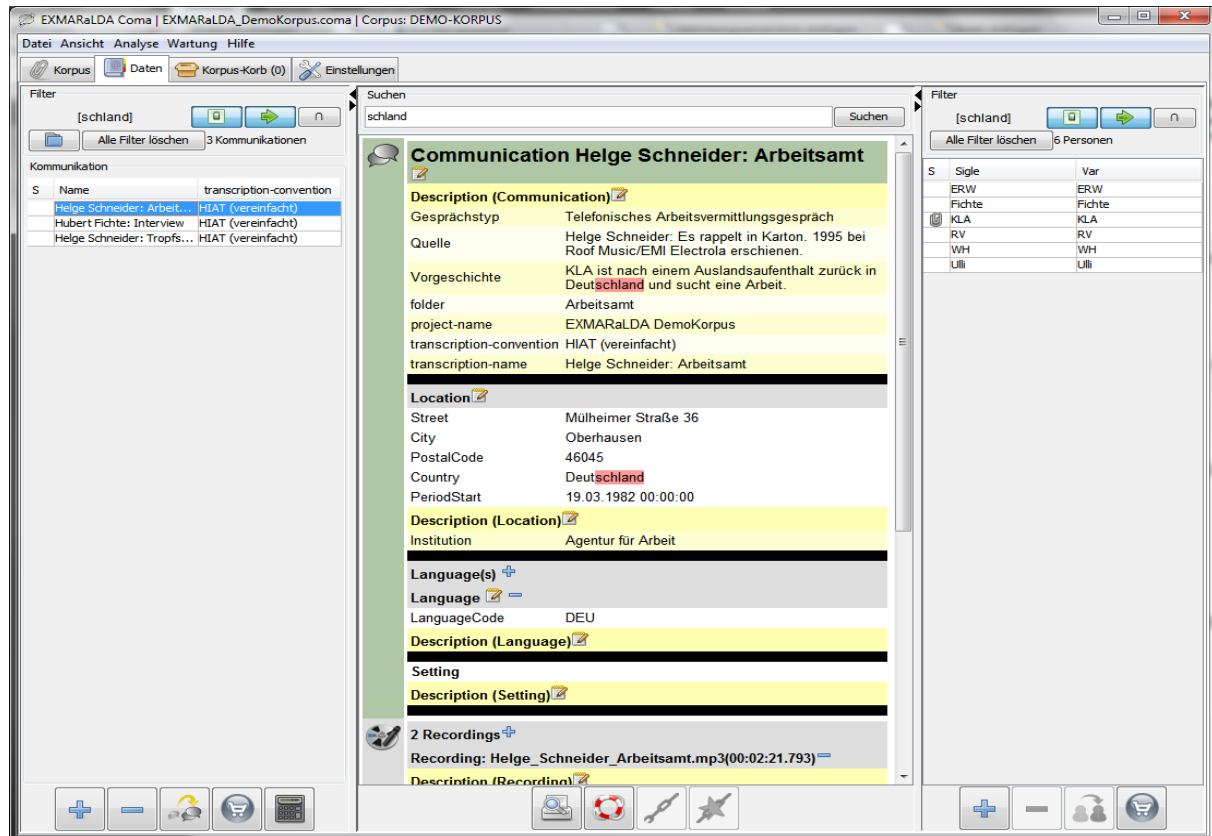 EXMARaLDA Coma | EXMARaLDA_DemoKorpus.coma | Corpus: DEMO-KORPUS
Datei Ansicht Analyse Wartung Hilfe
Korpus Daten Korpus-Korb (0) Einstellungen
Filter
[schland]
Alle Filter löschen 3 Kommunikationen
Kommunikation
S Name transcription-convention
Helge Schneider: Arbeit... HIAT (vereinfacht)
Hubert Fichte: Interview HIAT (vereinfacht)
Helge Schneider: Tropfs... HIAT (vereinfacht)
Suchen
schland Suchen
Communication Helge Schneider: Arbeitsamt
Description (Communication)
Gesprächstyp Telefonisches Arbeitsvermittlungsgespräch
Quelle Helge Schneider: Es rappelt in Karton. 1995 bei
Roof Music/EMI Electrola erschienen.
Vorgeschichte KLA ist nach einem Auslandsaufenthalt zurück in
Deutschland und sucht eine Arbeit.
folder Arbeitsamt
project-name EXMARaLDA DemoKorpus
transcription-convention HIAT (vereinfacht)
transcription-name Helge Schneider: Arbeitsamt
Location
Street Mülheimer Straße 36
City Oberhausen
PostalCode 46045
Country Deutschland
PeriodStart 19.03.1982 00:00:00
Description (Location)
Institution Agentur für Arbeit
Language(s)
Language
LanguageCode DEU
Description (Language)
Setting
Description (Setting)
2 Recordings
Recording: Helge_Schneider_Arbeitsamt.mp3(00:02:21.793)
Description (Recording)
Filter
[schland]
Alle Filter löschen 6 Personen
S Sigle Var
ERW ERW
Fichte Fichte
KLA KLA
RV RV
WH WH
Ulli Ulli